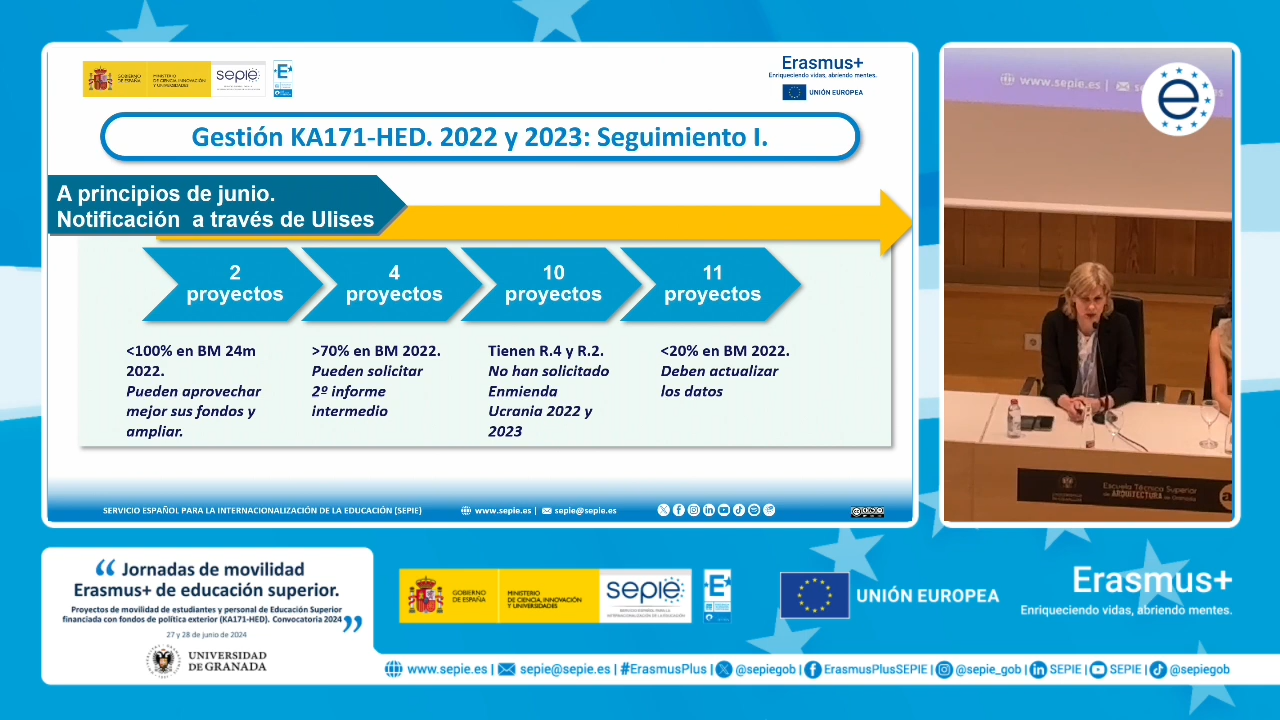 GOBIERNO
DE ESPAÑA
MINISTERIO
DE CIENCIA, INNOVACIÓN
Y UNIVERSIDADES
sepie
Erasmus+
Enriqueciendo vidas, abriendo mentes.
UNIÓN EUROPEA
Gestión KA171-HED. 2022 y 2023: Seguimiento I.
A principios de junio.
Notificación a través de Ulises
2
proyectos
4
proyectos
10
proyectos
11
proyectos
<100% en BM 24m
2022.
Pueden aprovechar
mejor sus fondos y
ampliar.
>70% en BM 2022.
Pueden solicitar
2º informe
intermedio
Tienen R.4 y R.2.
No han solicitado
Enmienda
Ucrania 2022 y
2023
<20% en BM 2022.
Deben actualizar
los datos
SERVICIO ESPAÑOL PARA LA INTERNACIONALIZACIÓN DE LA EDUCACIÓN (SEPIE)
www.sepie.es |
sepie@sepie.es
www.sepie.es |
e
Escuela Técnica Superior
de ARQUITECTURA de Granada
“ Jornadas de movilidad
Erasmus+ de educación superior.
Proyectos de movilidad de estudiantes y personal de Educación Superior
financiada con fondos de política exterior (KA171-HED). Convocatoria 2024 ”
27 y 28 de junio de 2024
UNIVERSIDAD
DE GRANADA
GOBIERNO
DE ESPAÑA
MINISTERIO
DE CIENCIA, INNOVACIÓN
Y UNIVERSIDADES
sepie
SERVICIO ESPAÑOL PARA LA
INTERNACIONALIZACIÓN DE LA EDUCACIÓN
UNIÓN EUROPEA
Erasmus+
Enriqueciendo vidas, abriendo mentes.
www.sepie.es | sepie@sepie.es | #ErasmusPlus | @sepiegob | ErasmusPlusSEPIE | @sepie_gob | SEPIE | SEPIE | @sepiegob